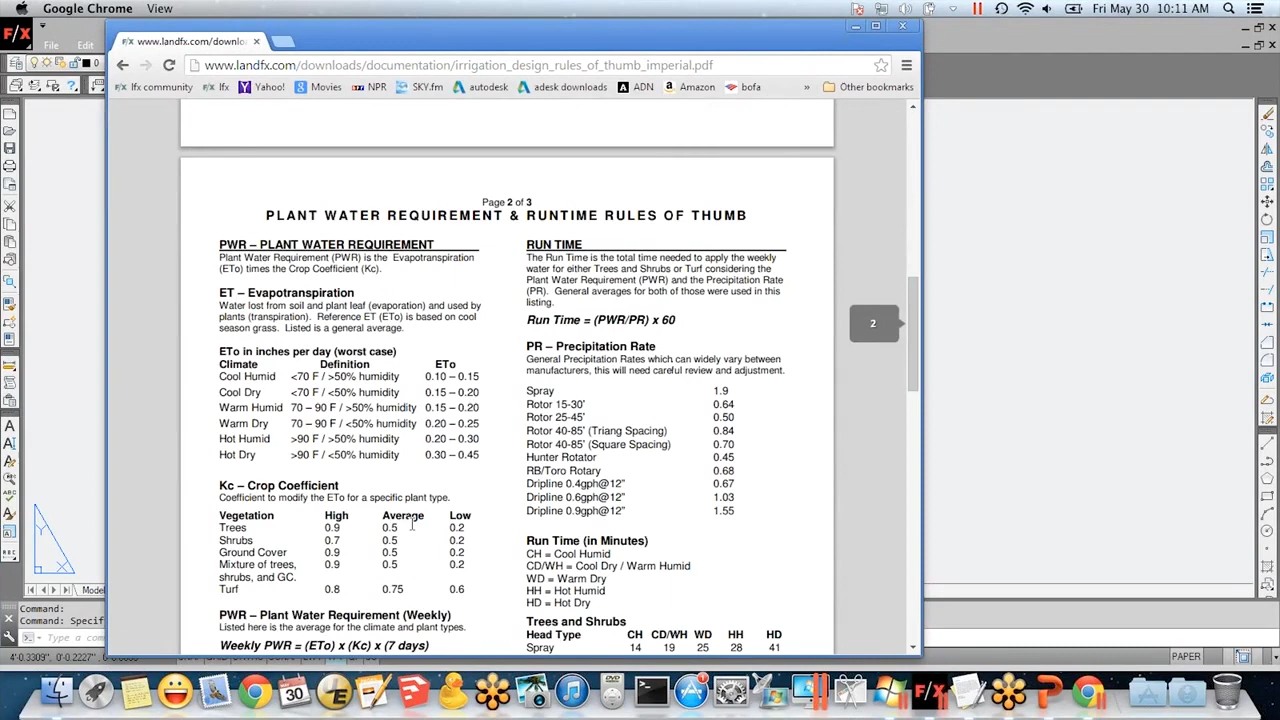 Google Chrome View Fri May 30 10:11 AM
F/X File Edit
F/X www.landfx.com/downlo
www.landfx.com/downloads/documentation/irrigation_design_rules_of_thumb_imperial.pdf
lfx community lfx Yahoo! Movies NPR SKY.fm autodesk adesk downloads ADN Amazon bofa » Other bookmarks
0
Page 2 of 3
PLANT WATER REQUIREMENT & RUNTIME RULES OF THUMB
PWR – PLANT WATER REQUIREMENT
Plant Water Requirement (PWR) is the Evapotranspiration
(ETo) times the Crop Coefficient (Kc).
ET – Evapotranspiration
Water lost from soil and plant leaf (evaporation) and used by
plants (transpiration). Reference ET (ETo) is based on cool
season grass. Listed is a general average.
ETo in inches per day (worst case)
Climate Definition ETo
Cool Humid <70 F / >50% humidity 0.10 – 0.15
Cool Dry <70 F / <50% humidity 0.15 – 0.20
Warm Humid 70 – 90 F / >50% humidity 0.15 – 0.20
Warm Dry 70 – 90 F / <50% humidity 0.20 – 0.25
Hot Humid >90 F / >50% humidity 0.20 – 0.30
Hot Dry >90 F / <50% humidity 0.30 – 0.45
Kc – Crop Coefficient
Coefficient to modify the ETo for a specific plant type.
Vegetation High Average Low
Trees 0.9 0.5 0.2
Shrubs 0.7 0.5 0.2
Ground Cover 0.9 0.5 0.2
Mixture of trees, 0.9 0.5 0.2
shrubs, and GC.
Turf 0.8 0.75 0.6
PWR – Plant Water Requirement (Weekly)
Listed here is the average for the climate and plant types.
Weekly PWR = (ETo) x (Kc) x (7 days)
RUN TIME
The Run Time is the total time needed to apply the weekly
water for either Trees and Shrubs or Turf considering the
Plant Water Requirement (PWR) and the Precipitation Rate
(PR). General averages for both of those were used in this
listing.
Run Time = (PWR/PR) x 60
PR – Precipitation Rate
General Precipitation Rates which can widely vary between
manufacturers, this will need careful review and adjustment.
Spray 1.9
Rotor 15-30' 0.64
Rotor 25-45' 0.50
Rotor 40-85' (Triang Spacing) 0.84
Rotor 40-85' (Square Spacing) 0.70
Hunter Rotator 0.45
RB/Toro Rotary 0.68
Dripline 0.4gph@12" 0.67
Dripline 0.6gph@12" 1.03
Dripline 0.9gph@12" 1.55
Run Time (in Minutes)
CH = Cool Humid
CD/WH = Cool Dry / Warm Humid
WD = Warm Dry
HH = Hot Humid
HD = Hot Dry
Trees and Shrubs
Head Type CH CD/WH WD HH HD
Spray 14 19 25 28 41
2
Y
X
Model
Command:
Command: Specif
Type a com
PAPER
30
F/X